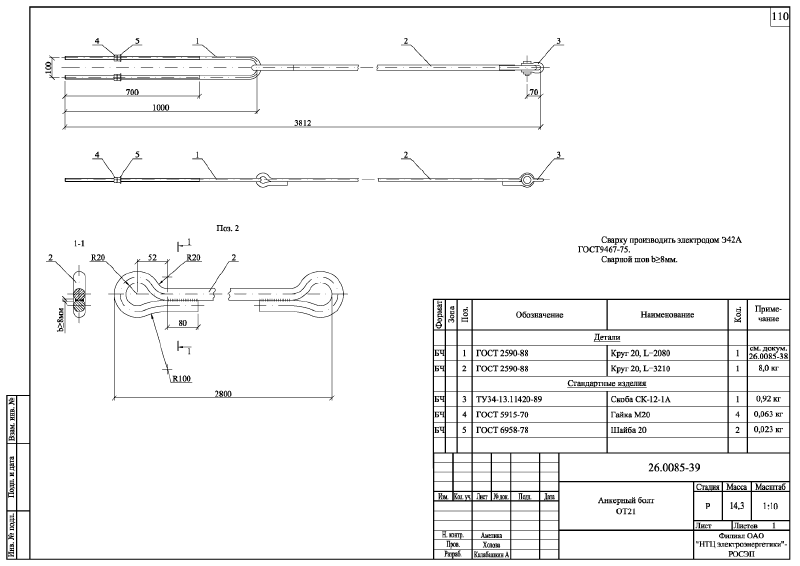 110
4 5 1 2 3
100
700
1000
3812
70
4 5 1 2 3
Поз. 2
1-1
2 R20 52 1 R20 2
b>8мм
80
1
R100
2800
Сварку производить электродом Э42А
ГОСТ9467-75.
Сварной шов b≥8мм.
Формат Зона Поз. Обозначение Наименование Кол. Приме-
чание
Детали
БЧ 1 ГОСТ 2590-88 Круг 20, L-2080 1 см. докум.
26.0085-38
БЧ 2 ГОСТ 2590-88 Круг 20, L-3210 1 8,0 кг
Стандартные изделия
БЧ 3 ТУ34-13.11420-89 Скоба СК-12-1А 1 0,92 кг
БЧ 4 ГОСТ 5915-70 Гайка М20 4 0,063 кг
БЧ 5 ГОСТ 6958-78 Шайба 20 2 0,023 кг
26.0085-39
Изм. Кол. уч Лист № док. Подп. Дата
Анкерный болт
ОТ21
Стадия Масса Масштаб
Р 14,3 1:10
Лист Листов 1
Н. контр. Амелина
Пров. Холова
Разраб.
Филиал ОАО
"НТЦ электроэнергетики"-
РОСЭП
Взам. инв. №
Подп. и дата
Инв. № подл.